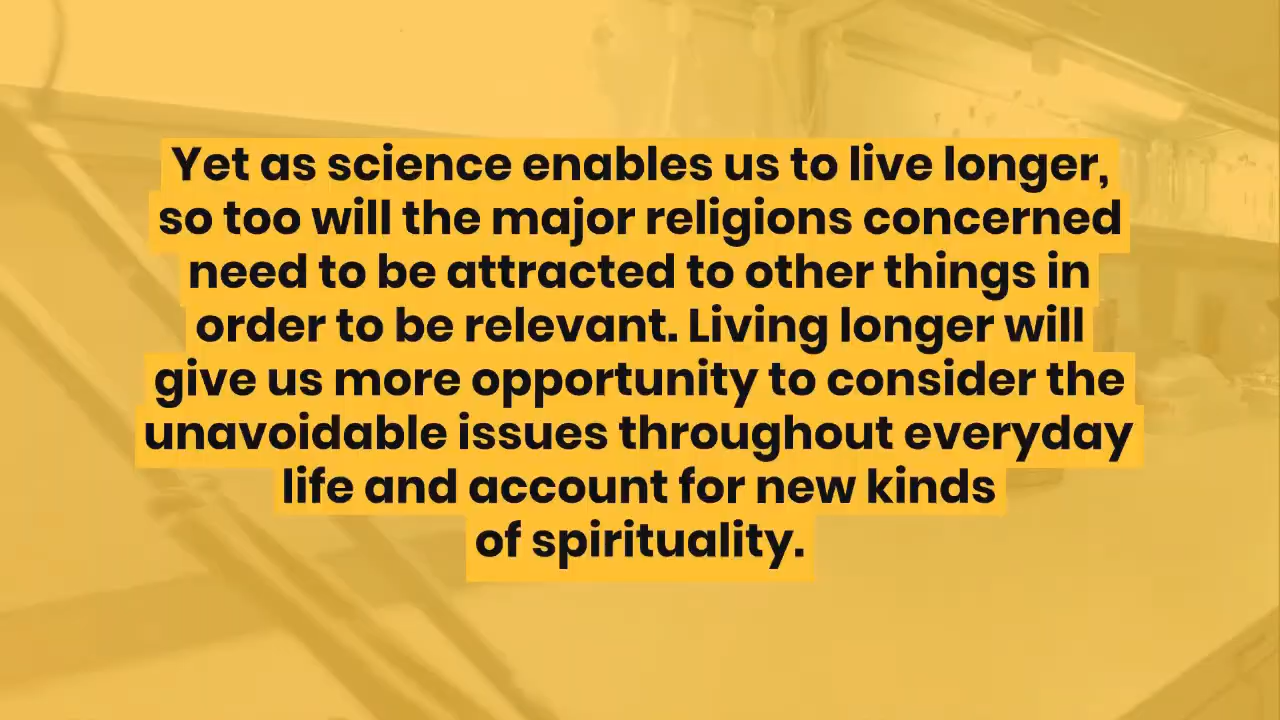 Yet as science enables us to live longer,
so too will the major religions concerned
need to be attracted to other things in
order to be relevant. Living longer will
give us more opportunity to consider the
unavoidable issues throughout everyday
life and account for new kinds
of spirituality.